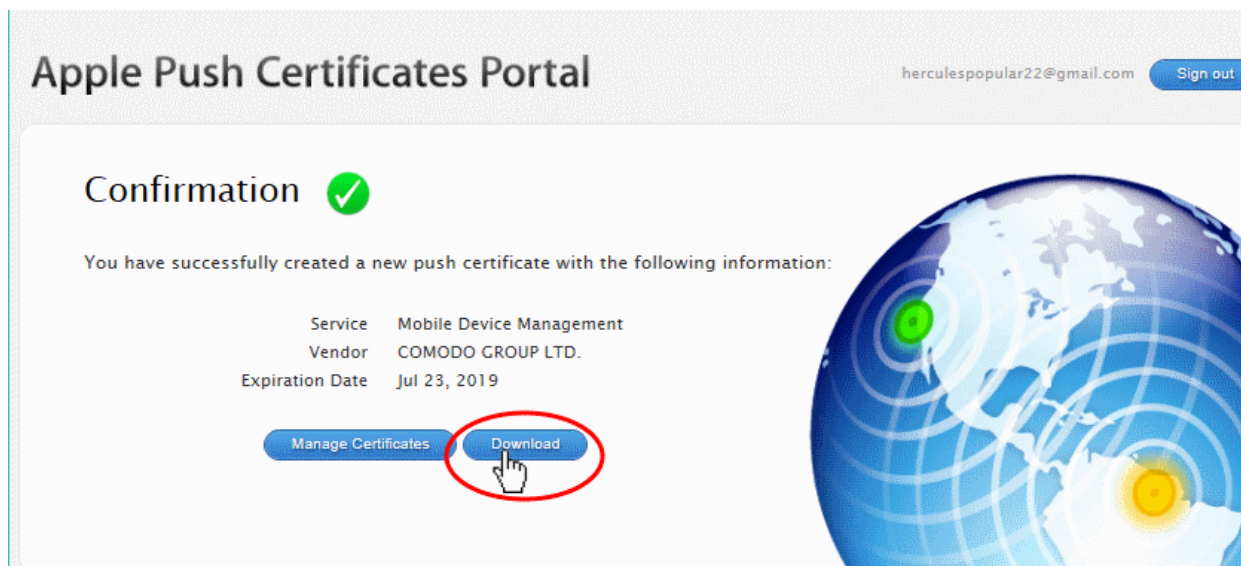 Apple Push Certificates Portal
herculespopular22@gmail.com
Sign out
Confirmation
You have successfully created a new push certificate with the following information:
Service Mobile Device Management
Vendor COMODO GROUP LTD.
Expiration Date Jul 23, 2019
Manage Certificates Download